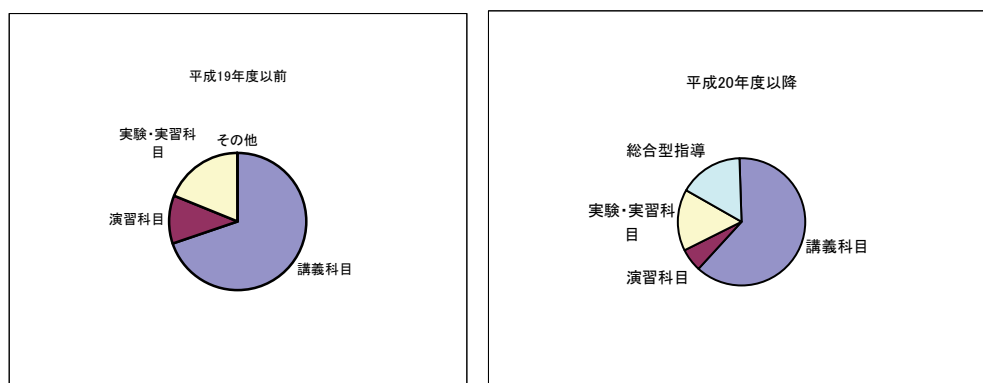 平成19年度以前
実験・実習科
目
その他
演習科目
講義科目
平成20年度以降
総合型指導
実験・実習科
目
講義科目
演習科目